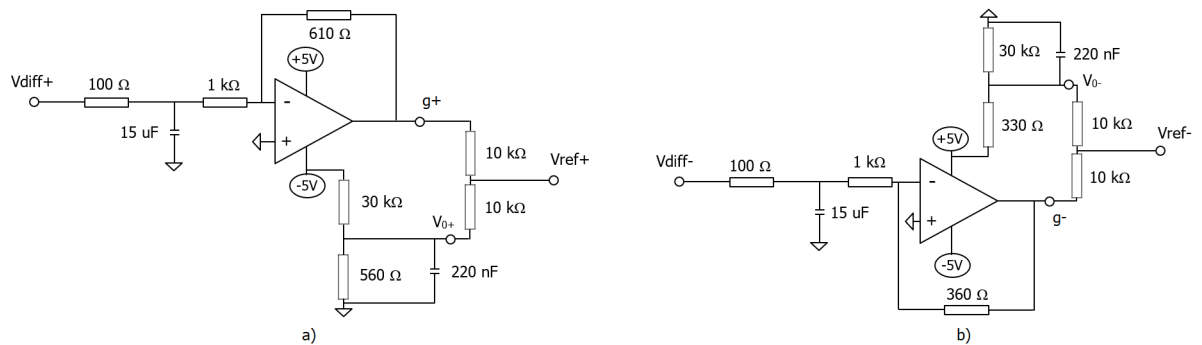 610 Ω
+5V
Vdiff+
100 Ω
1 kΩ
-
g+
15 uF
+
10 kΩ
Vref+
-5V
30 kΩ
10 kΩ
V0+
560 Ω
220 nF
a)
30 kΩ
220 nF
V0-
+5V
330 Ω
10 kΩ
Vref-
Vdiff-
100 Ω
1 kΩ
-
10 kΩ
15 uF
+
g-
-5V
360 Ω
b)